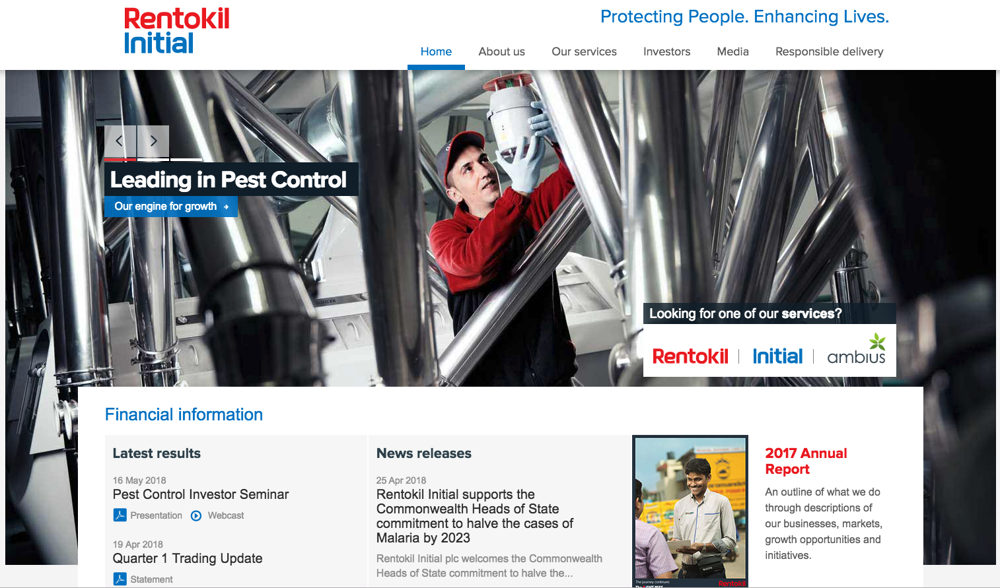 Rentokil
Initial
Protecting People. Enhancing Lives.
Home
About us
Our services
Investors
Media
Responsible delivery
Leading in Pest Control
Our engine for growth
Looking for one of our services?
Rentokil
Initial
ambius
Financial information
Latest results
16 May 2018
Pest Control Investor Seminar
Presentation
Webcast
19 Apr 2018
Quarter 1 Trading Update
Statement
News releases
25 Apr 2018
Rentokil Initial supports the
Commonwealth Heads of State
commitment to halve the cases of
Malaria by 2023
Rentokil Initial plc welcomes the Commonwealth
Heads of State commitment to halve the...
The journey continues
Rentokil
2017 Annual
Report
An outline of what we do
through descriptions of
our businesses, markets,
growth opportunities and
initiatives.